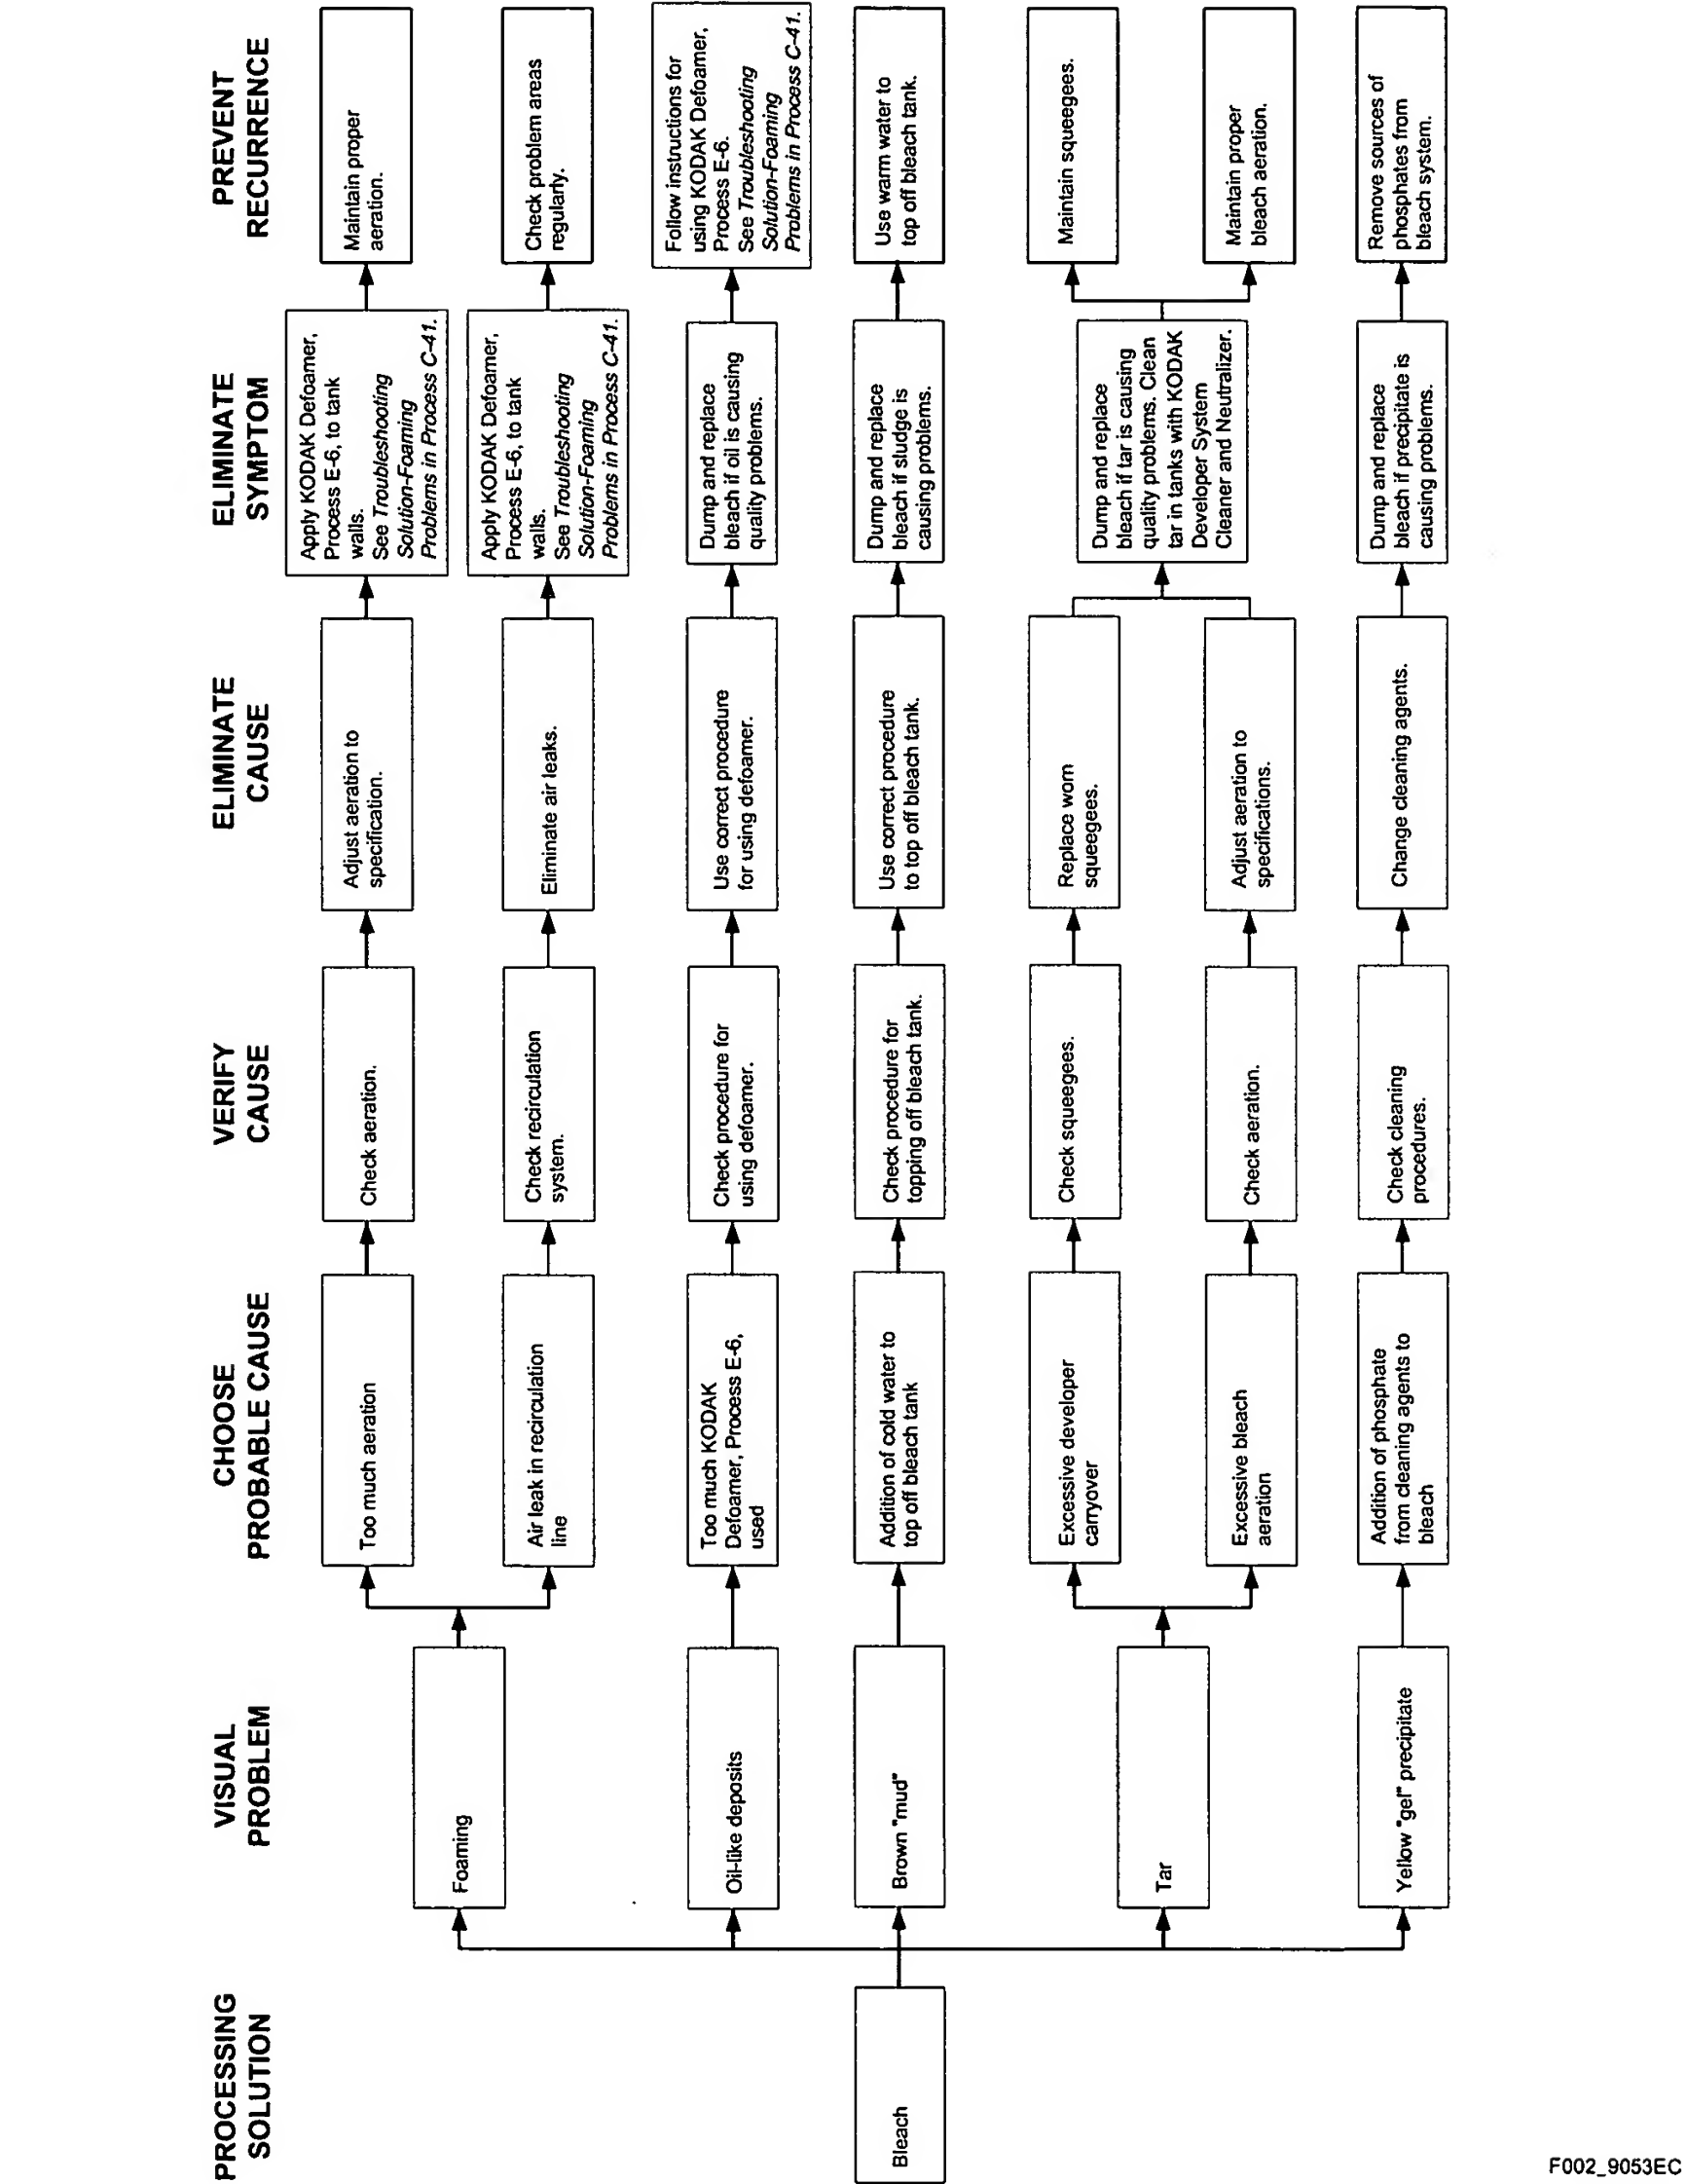 PROCESSING
SOLUTION
VISUAL
PROBLEM
CHOOSE
PROBABLE CAUSE
VERIFY
CAUSE
ELIMINATE
CAUSE
ELIMINATE
SYMPTOM
PREVENT
RECURRENCE
Bleach
Foaming
Too much aeration
Check aeration.
Adjust aeration to
specification.
Apply KODAK Defoamer,
Process E-6, to tank
walls.
See Troubleshooting
Solution-Foaming
Problems in Process C-41.
Maintain proper
aeration.
Air leak in recirculation
line
Check recirculation
system.
Eliminate air leaks.
Apply KODAK Defoamer,
Process E-6, to tank
walls.
See Troubleshooting
Solution-Foaming
Problems in Process C-41.
Check problem areas
regularly.
Oil-like deposits
Too much KODAK
Defoamer, Process E-6,
used
Check procedure for
using defoamer.
Use correct procedure
for using defoamer.
Dump and replace
bleach if oil is causing
quality problems.
Follow instructions for
using KODAK Defoamer,
Process E-6.
See Troubleshooting
Solution-Foaming
Problems in Process C-41.
Brown "mud"
Addition of cold water to
top off bleach tank
Check procedure for
topping off bleach tank.
Use correct procedure
to top off bleach tank.
Dump and replace
bleach if sludge is
causing problems.
Use warm water to
top off bleach tank.
Tar
Excessive developer
carryover
Check squeeges.
Replace worn
squeeges.
Excessive bleach
aeration
Check aeration.
Adjust aeration to
specifications.
Dump and replace
bleach if tar is causing
quality problems. Clean
tar in tanks with KODAK
Developer System
Cleaner and Neutralizer.
Maintain squeegees.
Maintain proper
bleach aeration.
Yellow "gel" precipitate
Addition of phosphate
from cleaning agents to
bleach
Check cleaning
procedures.
Change cleaning agents.
Dump and replace
bleach if precipitate is
causing problems.
Remove sources of
phosphates from
bleach system.
F002_9053EC